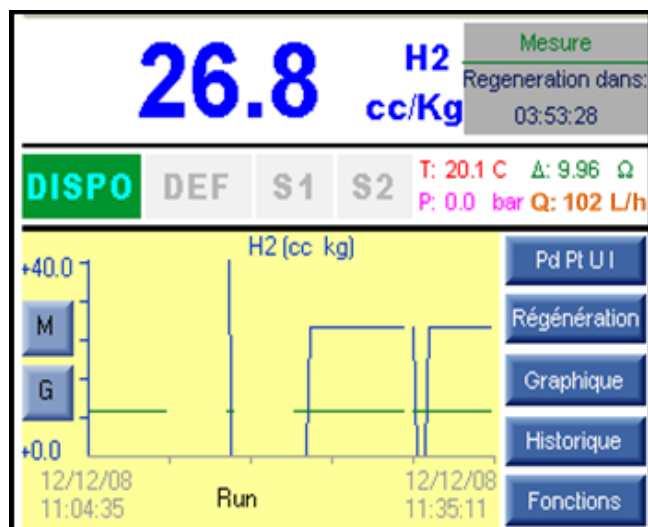 26.8 H2 cc/Kg
Mesure
Regeneration dans:
03:53:28
DISPO DEF S1 S2
T: 20.1 C Δ: 9.96 Ω
P: 0.0 bar Q: 102 L/h
H2 (cc kg)
+40.0
M
G
+0.0
12/12/08
11:04:35
Run
12/12/08
11:35:11
Pd Pt U I
Régénération
Graphique
Historique
Fonctions